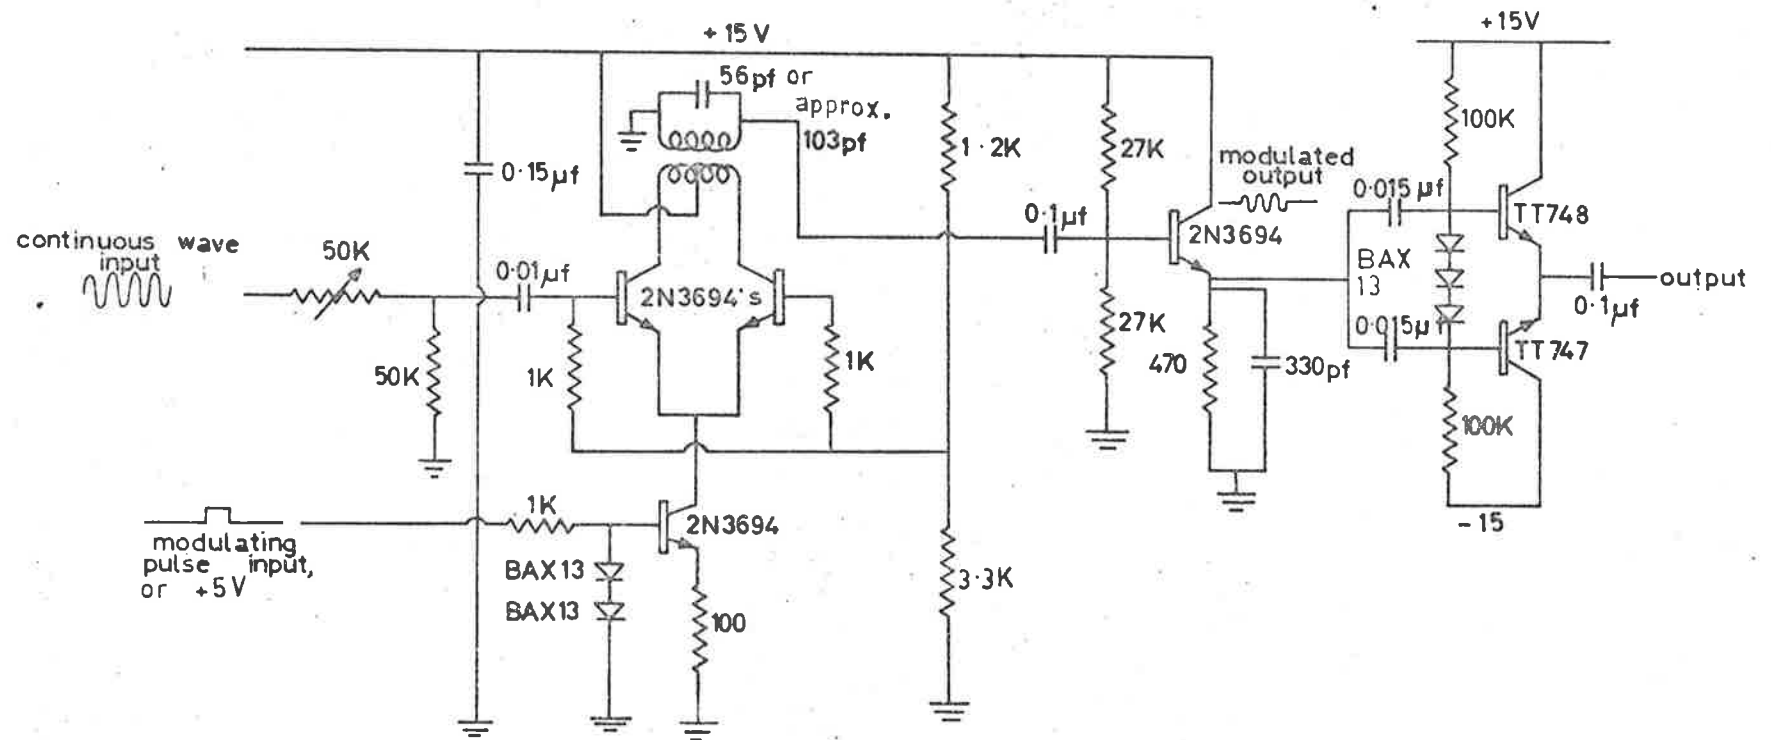 +15V
+15V
56pf or
approx.
103pf
100K
1·2K
27K
modulated
output
0·15µf
0·015µf
TT748
continuous wave
input
50K
0·1µf
2N3694
0·01µf
2N3694's
BAX
13
output
0·1µf
27K
0·015µf
TT747
50K
1K
1K
470
330pf
100K
1K
2N3694
-15
modulating
pulse input,
or +5V
BAX13
BAX13
100
3·3K